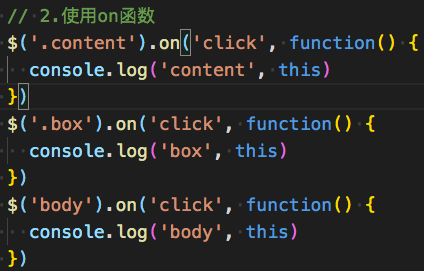 // 2.使用on函数
$('.content').on('click', function() {
  console.log('content', this)
})
$('.box').on('click', function() {
  console.log('box', this)
})
$('body').on('click', function() {
  console.log('body', this)
})